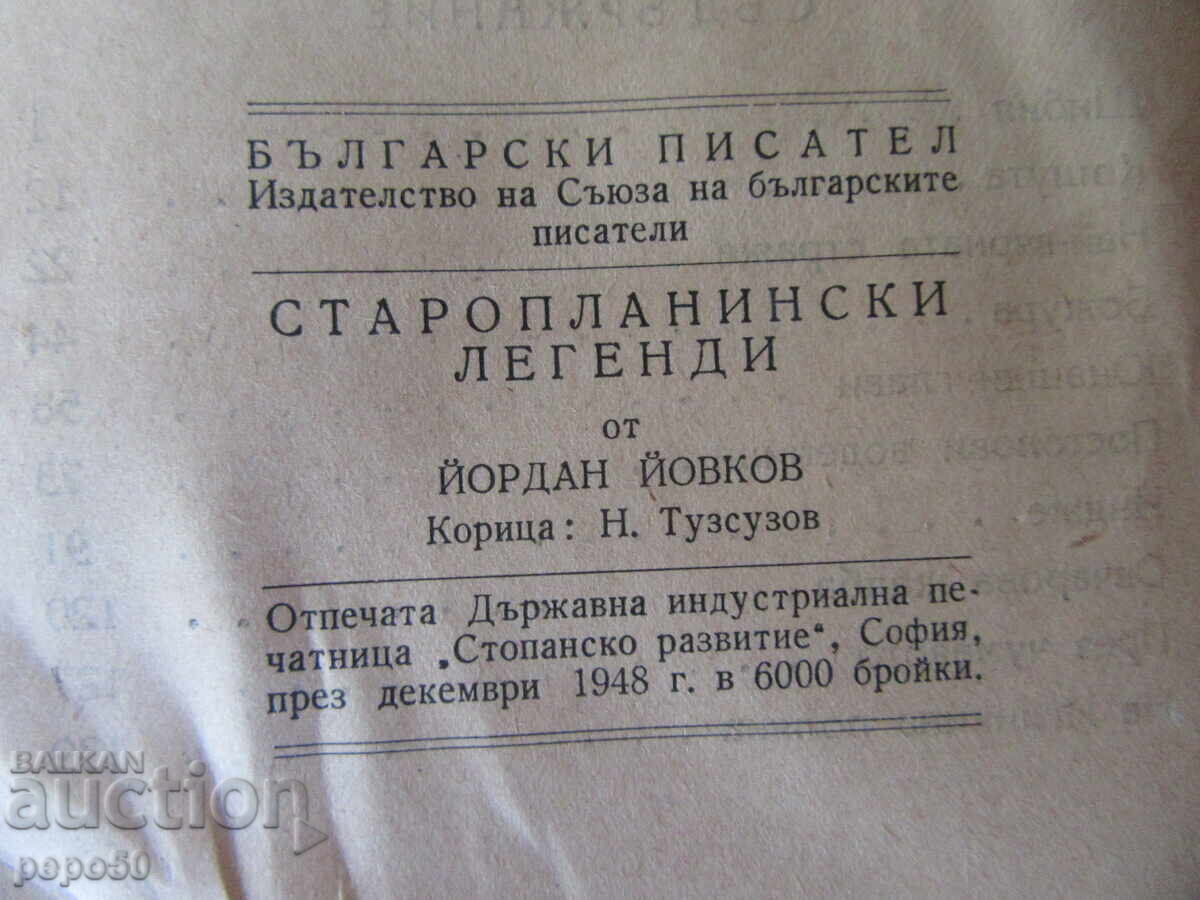 БЪЛГАРСКИ ПИСАТЕЛ
Издателство на Съюза на българските
писатели
СТАРОПЛАНИНСКИ
ЛЕГЕНДИ
от
ЙОРДАН ЙОВКОВ
Корица: Н. Тузсузов
Отпечата Държавна индустриална пе-
чатница „Стопанско развитие“, София,
през декември 1948 г. в 6000 бройки.
BALKAN
auction
pepo50